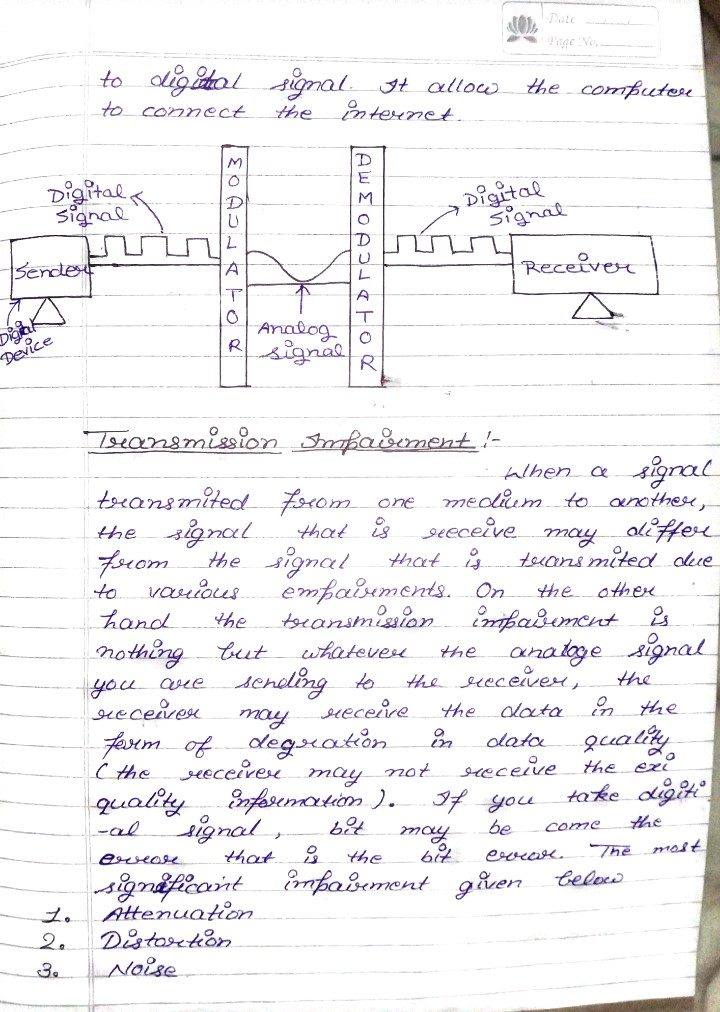 Date
Page No.
to digital signal. It allow the computer
to connect the internet.
MODULLATOR
DEMODULATOR
Digital
Signal
Digital
Signal
Sender
Receiver
Digital
Device
Analog
signal
Transmission Impairment :-
When a signal
transmited from one medium to another,
the signal that is receive may differ
from the signal that is transmited due
to various empairments. On the other
hand the transmission impairment is
nothing but whatever the analoge signal
you are sending to the receiver, the
receiver may receive the data in the
form of degration in data quality
( the receiver may not receive the exi
quality information ). If you take digiti
-al signal, bit may be come the
error that is the bit error. The most
significant impairment given below
1. Attenuation
2. Distortion
3. Noise